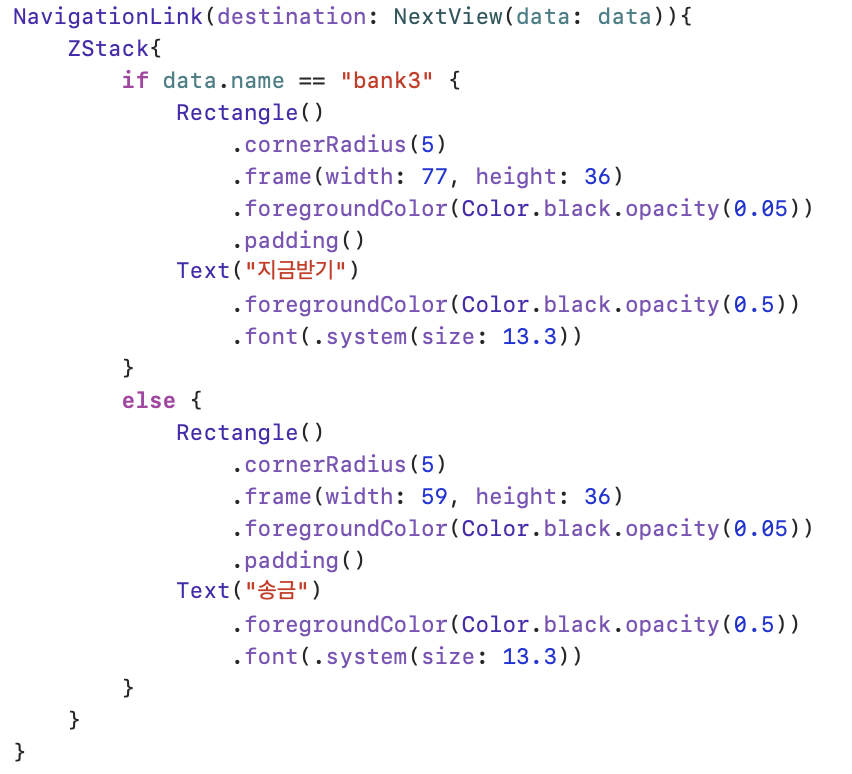 NavigationLink(destination: NextView(data: data)){
    ZStack{
        if data.name == "bank3" {
            Rectangle()
                .cornerRadius(5)
                .frame(width: 77, height: 36)
                .foregroundColor(Color.black.opacity(0.05))
                .padding()
            Text("지금받기")
                .foregroundColor(Color.black.opacity(0.5))
                .font(.system(size: 13.3))
        }
        else {
            Rectangle()
                .cornerRadius(5)
                .frame(width: 59, height: 36)
                .foregroundColor(Color.black.opacity(0.05))
                .padding()
            Text("송금")
                .foregroundColor(Color.black.opacity(0.5))
                .font(.system(size: 13.3))
        }
    }
}